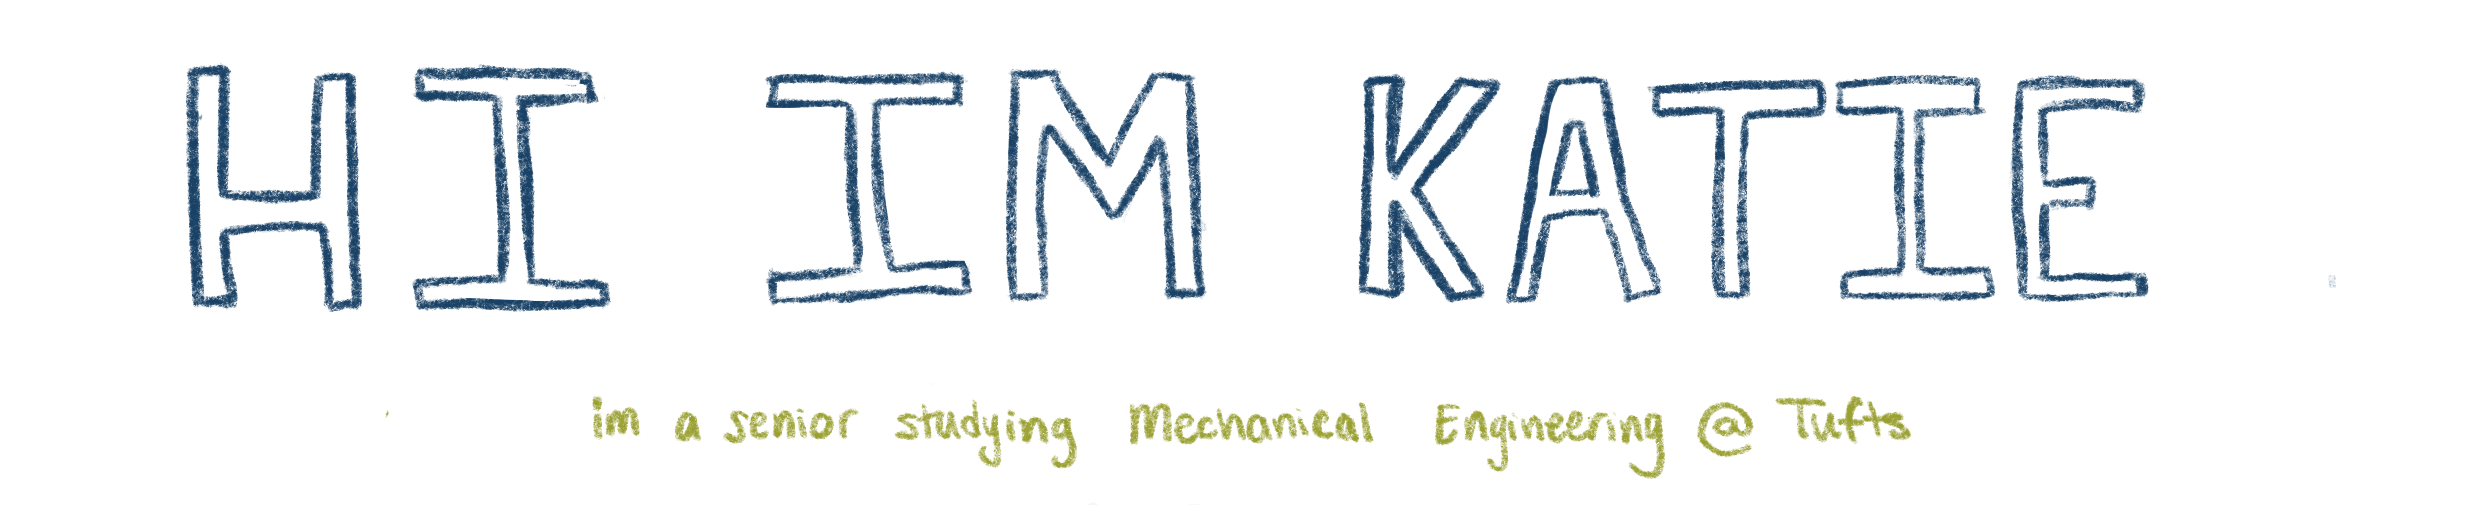 HI IM KATIE
im a senior studying Mechanical Engineering @ Tufts